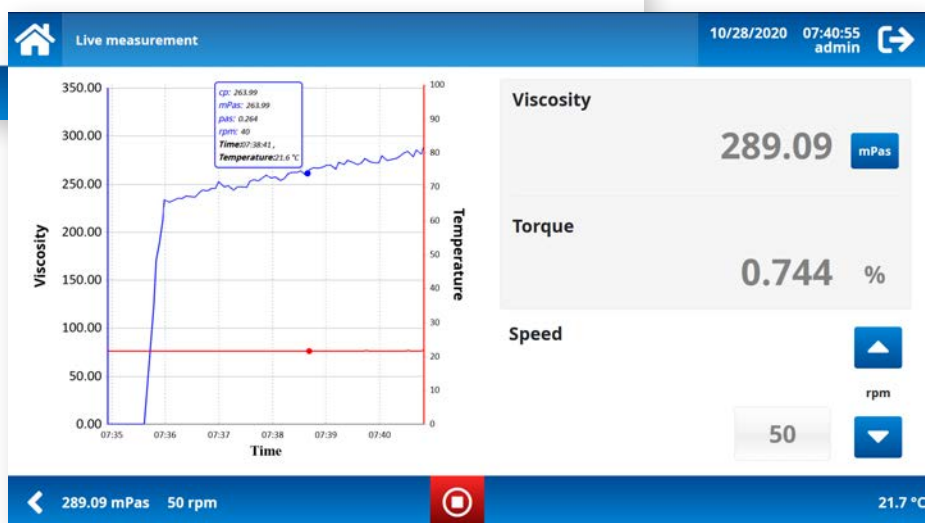 Live measurement
10/28/2020 07:40:55
admin
350.00
300.00
250.00
200.00
150.00
100.00
50.00
0.00
Viscosity
cp: 263.99
mPas: 263.99
pas: 0.264
rpm: 40
Time:07:38:41 ,
Temperature:21.6 °C
100
90
80
70
60
50
40
30
20
10
0
Temperature
07:35 07:36 07:37 07:38 07:39 07:40
Time
Viscosity
289.09 mPas
Torque
0.744 %
Speed
rpm
50
289.09 mPas 50 rpm
21.7 °C